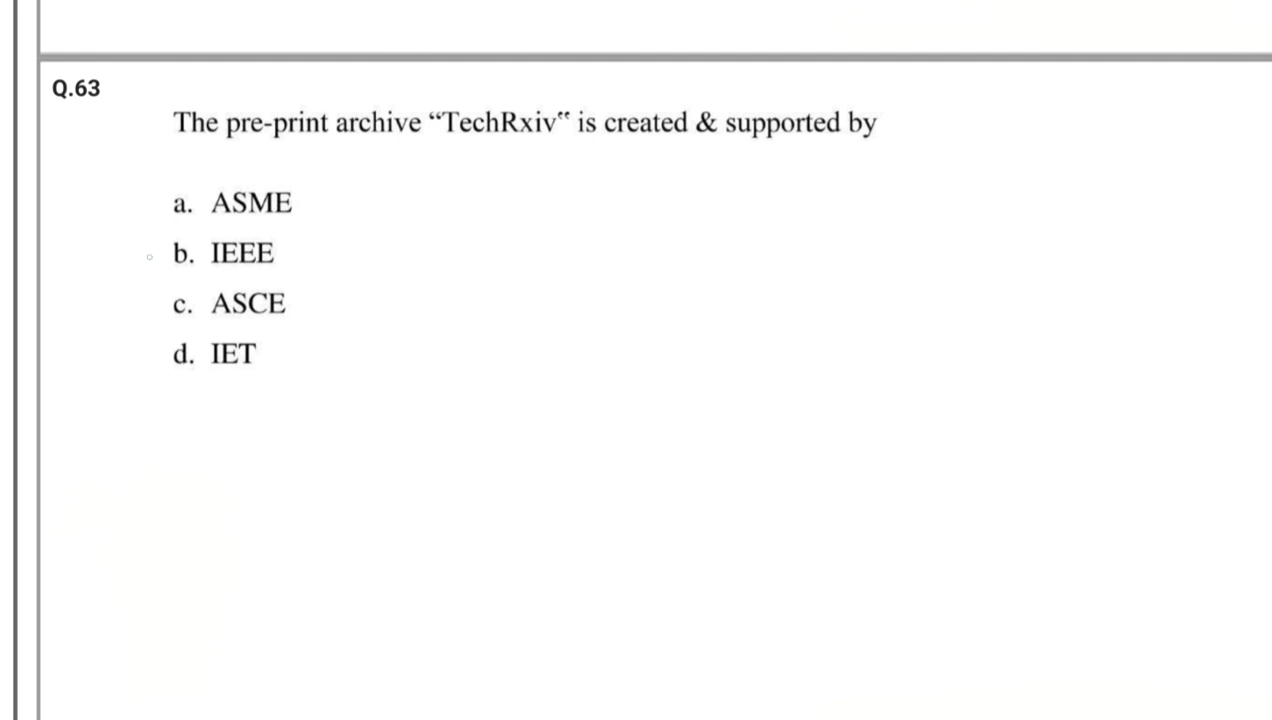 Q.63
The pre-print archive “TechRxiv‟ is created & supported by
a. ASME
b. IEEE
c. ASCE
d. IET